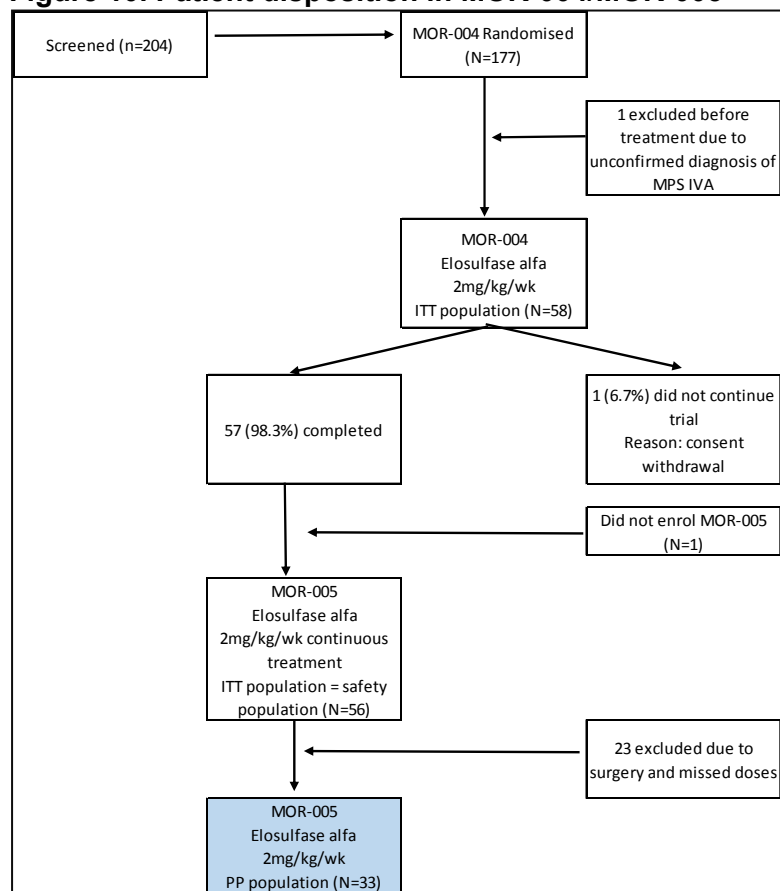 Figure Patient disposition in
Screened (n=204)
MOR-004 Randomised
(N=177)
1 excluded before
treatment due to
unconfirmed diagnosis of
MPS IVA
MOR-004
Elosulfase alfa
2mg/kg/wk
ITT population (N=58)
57 (98.3%) completed
1 (6.7%) did not continue
trial
Reason: consent
withdrawal
Did not enrol MOR-005
(N=1)
MOR-005
Elosulfase alfa
2mg/kg/wk continuous
treatment
ITT population = safety
population (N=56)
23 excluded due to
surgery and missed doses
MOR-005
Elosulfase alfa
2mg/kg/wk
PP population (N=33)